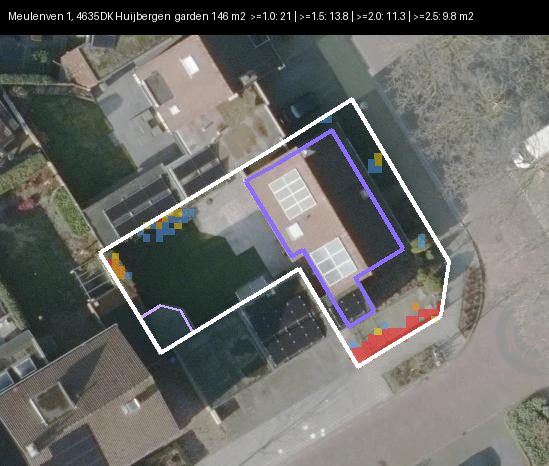 Meulenven 1, 4635DK Huijbergen garden 146 m2 >=1.0: 21 | >=1.5: 13.8 | >=2.0: 11.3 | >=2.5: 9.8 m2